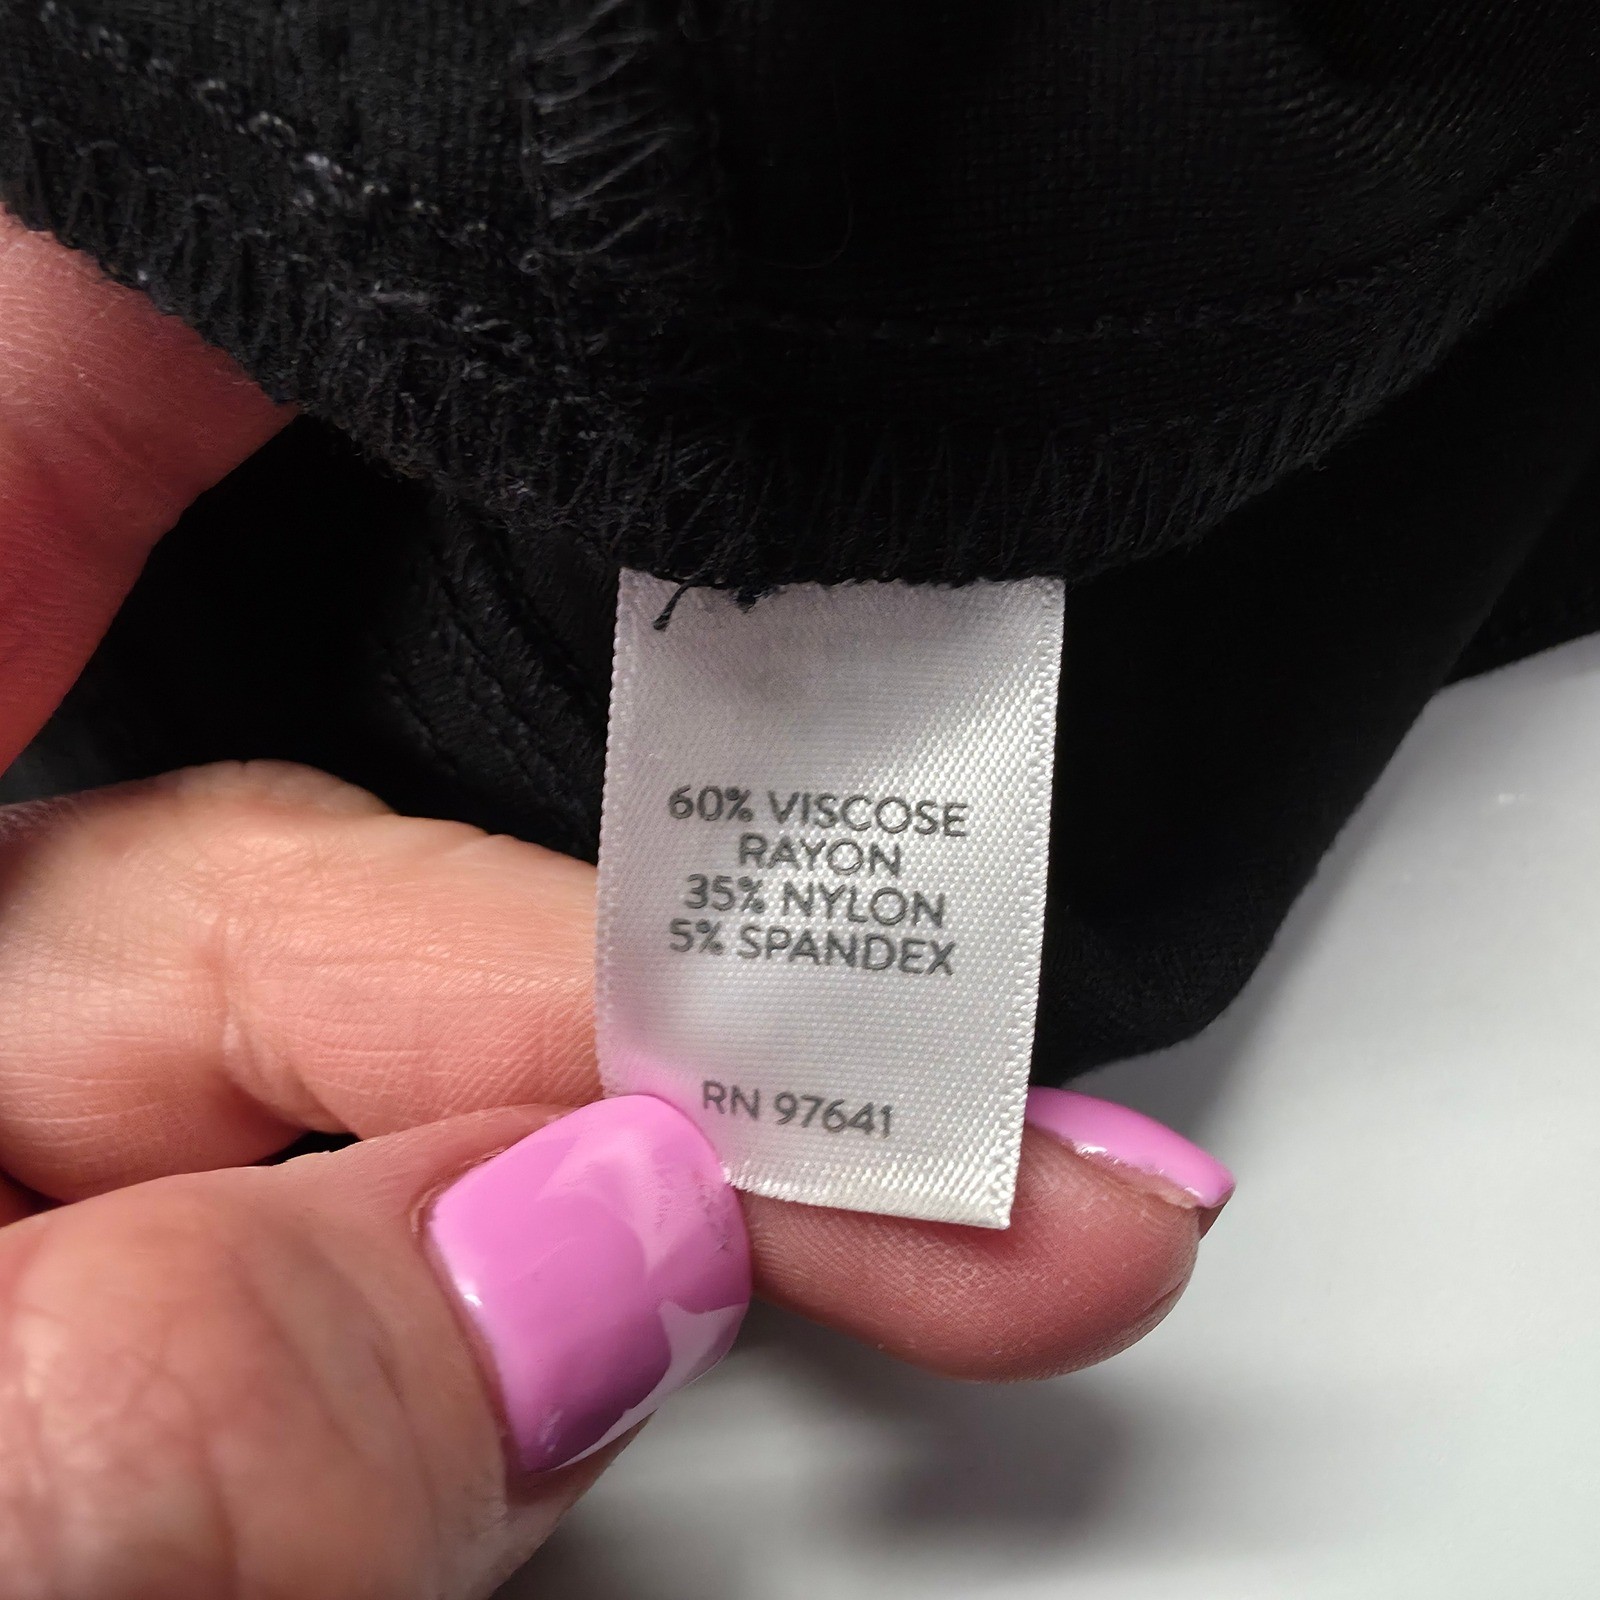 60% VISCOSE
RAYON
35% NYLON
5% SPANDEX
RN 97641